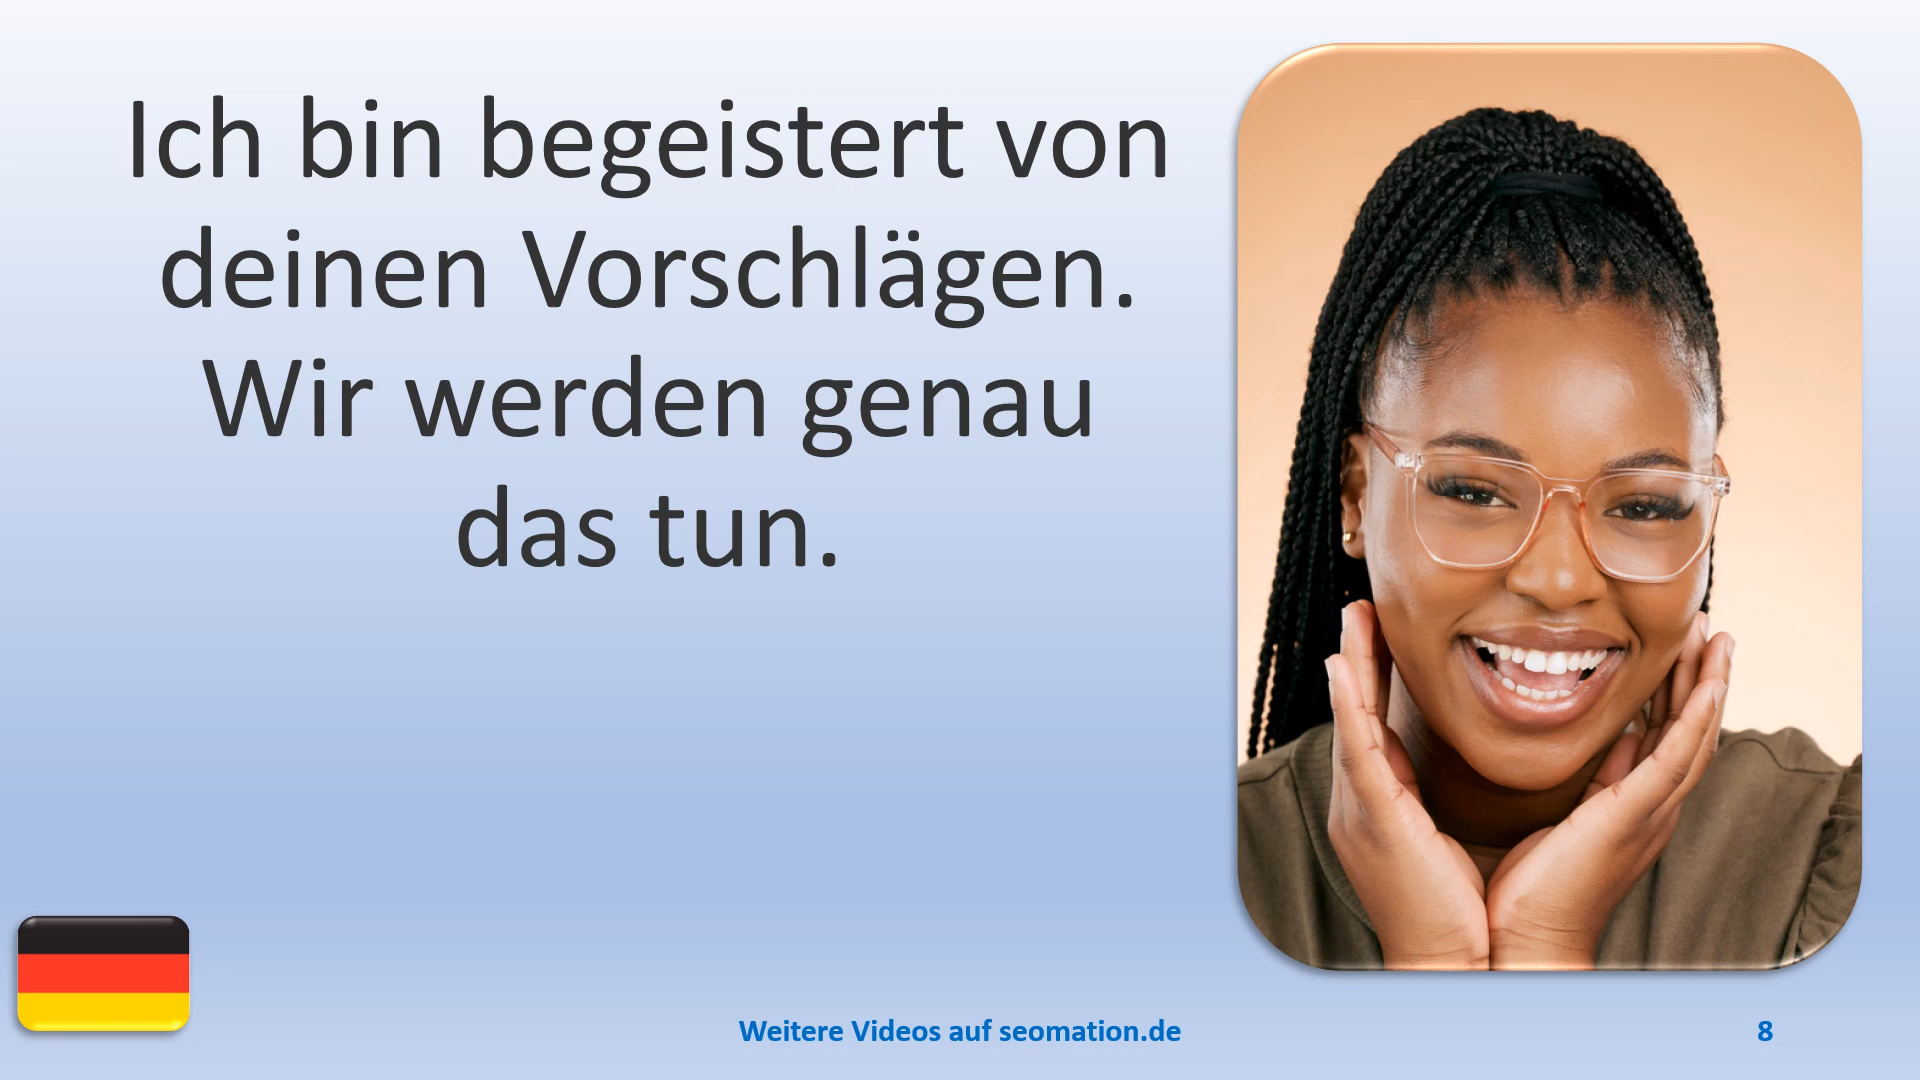 Ich bin begeistert von
deinen Vorschlägen.
Wir werden genau
das tun.
Weitere Videos auf seomation.de
8